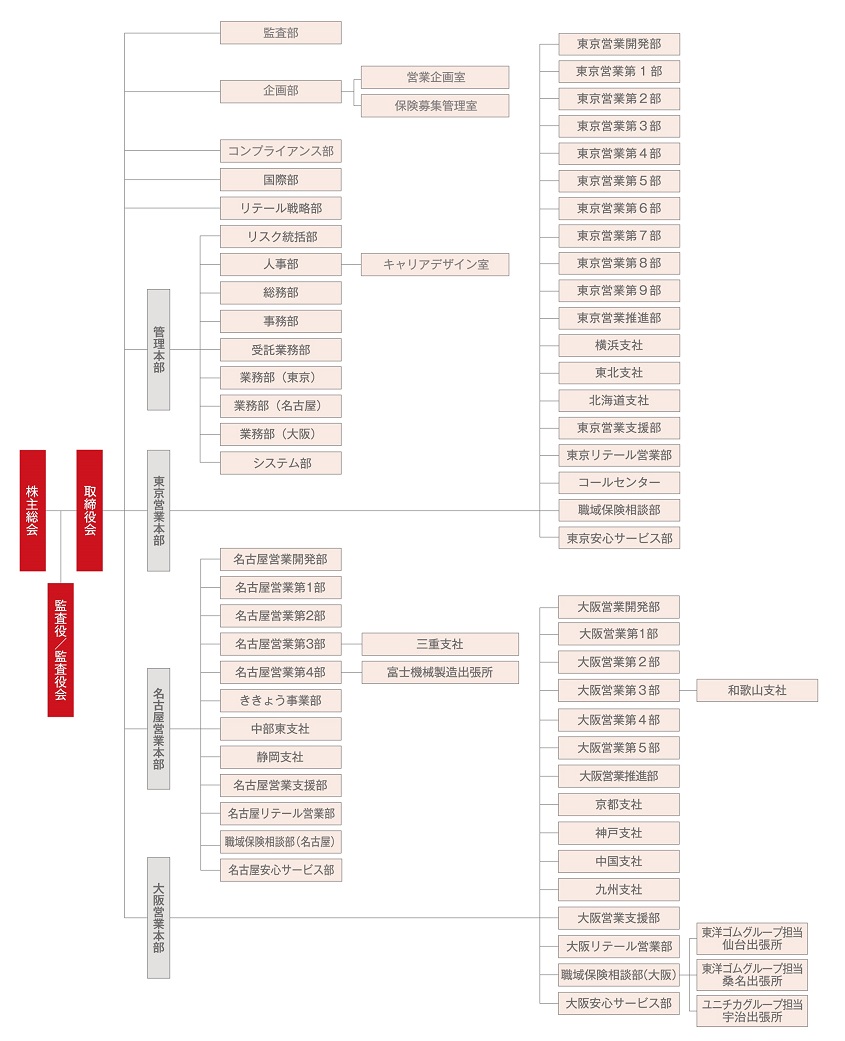 株主総会
取締役会
監査役／監査役会
監査部
企画部
営業企画室
保険募集管理室
コンプライアンス部
国際部
リテール戦略部
管理本部
リスク統括部
人事部
キャリアデザイン室
総務部
事務部
受託業務部
業務部（東京）
業務部（名古屋）
業務部（大阪）
システム部
東京営業本部
東京営業開発部
東京営業第１部
東京営業第２部
東京営業第３部
東京営業第４部
東京営業第５部
東京営業第６部
東京営業第７部
東京営業第８部
東京営業第９部
東京営業推進部
横浜支社
東北支社
北海道支社
東京営業支援部
東京リテール営業部
コールセンター
職域保険相談部
東京安心サービス部
名古屋営業本部
名古屋営業開発部
名古屋営業第1部
名古屋営業第2部
名古屋営業第3部
三重支社
名古屋営業第4部
富士機械製造出張所
ききょう事業部
中部東支社
静岡支社
名古屋営業支援部
名古屋リテール営業部
職域保険相談部（名古屋）
名古屋安心サービス部
大阪営業本部
大阪営業開発部
大阪営業第1部
大阪営業第２部
大阪営業第３部
和歌山支社
大阪営業第４部
大阪営業第５部
大阪営業推進部
京都支社
神戸支社
中国支社
九州支社
大阪営業支援部
大阪リテール営業部
職域保険相談部（大阪）
東洋ゴムグループ担当
仙台出張所
東洋ゴムグループ担当
桑名出張所
ユニチカグループ担当
宇治出張所
大阪安心サービス部